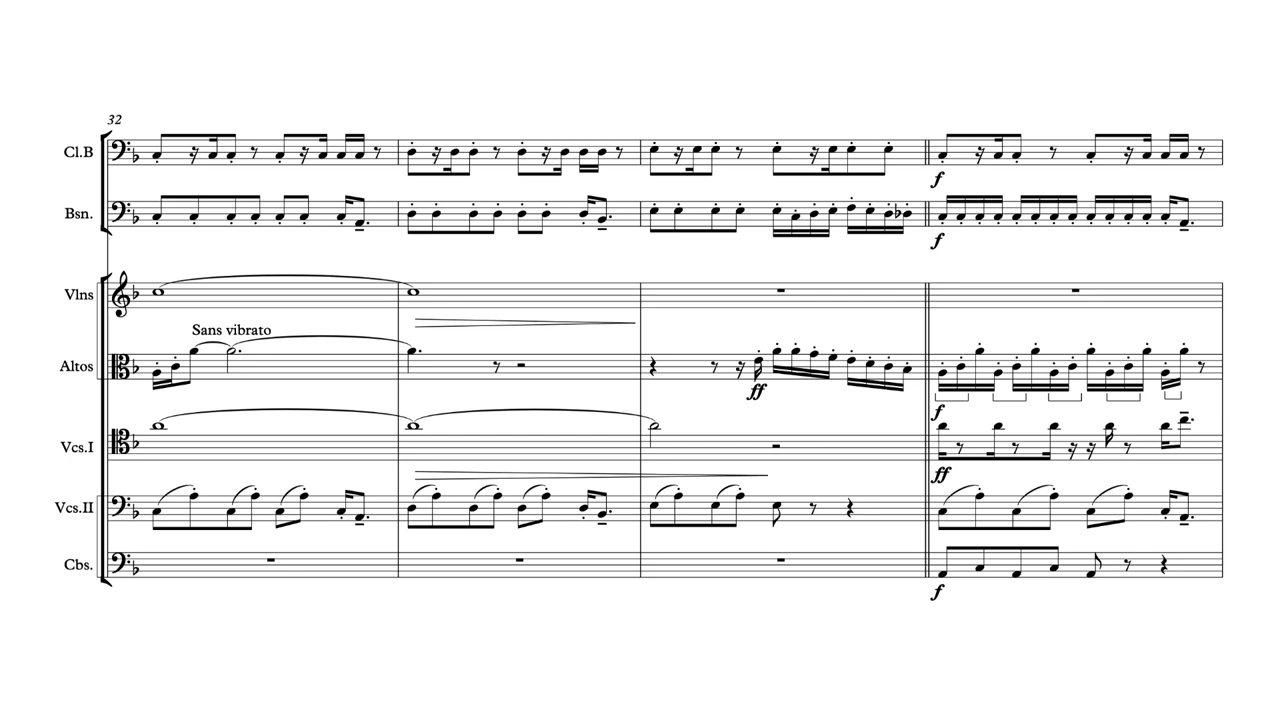 32
Cl.B
f
Bsn.
f
Vlns
Sans vibrato
Altos
ff
f
Vcs.I
ff
Vcs.II
Cbs.
f